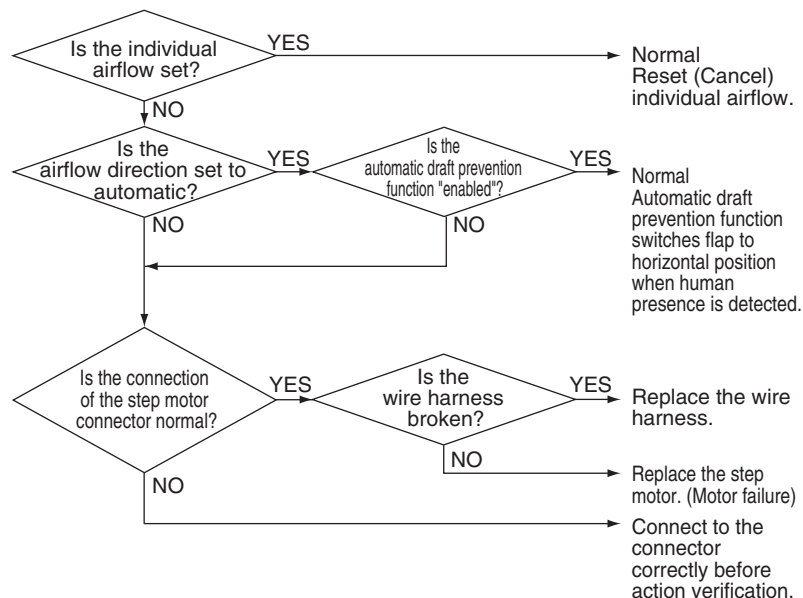 Is the individual
airflow set?
YES
Normal
Reset (Cancel)
individual airflow.
NO
Is the
airflow direction set to
automatic?
YES
Is the
automatic draft prevention
function "enabled"?
YES
Normal
Automatic draft
prevention function
switches flap to
horizontal position
when human
presence is detected.
NO
NO
Is the connection
of the step motor
connector normal?
YES
Is the
wire harness
broken?
YES
Replace the wire
harness.
NO
Replace the step
motor. (Motor failure)
NO
Connect to the
connector
correctly before
action verification.